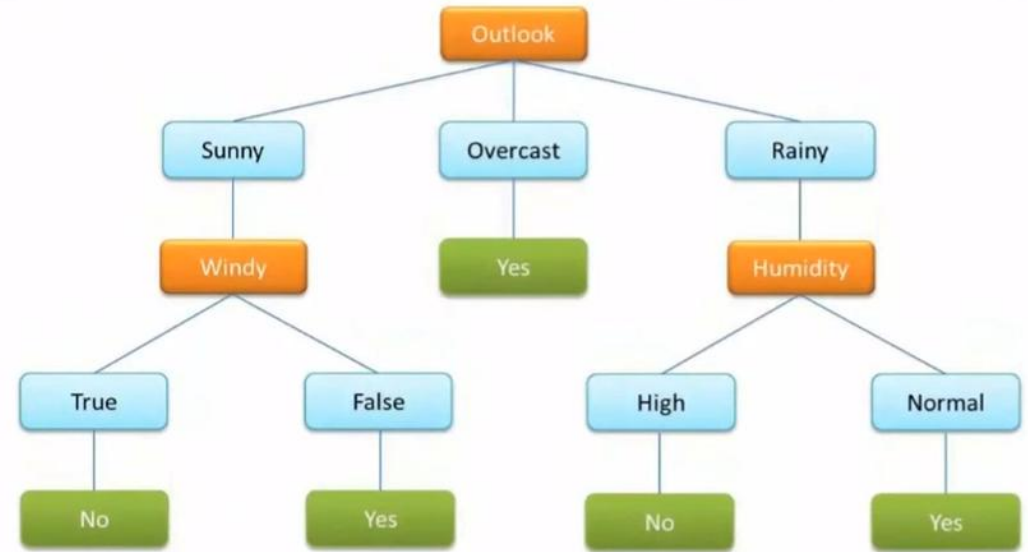 Outlook
Sunny
Overcast
Rainy
Windy
Yes
Humidity
True
False
High
Normal
No
Yes
No
Yes